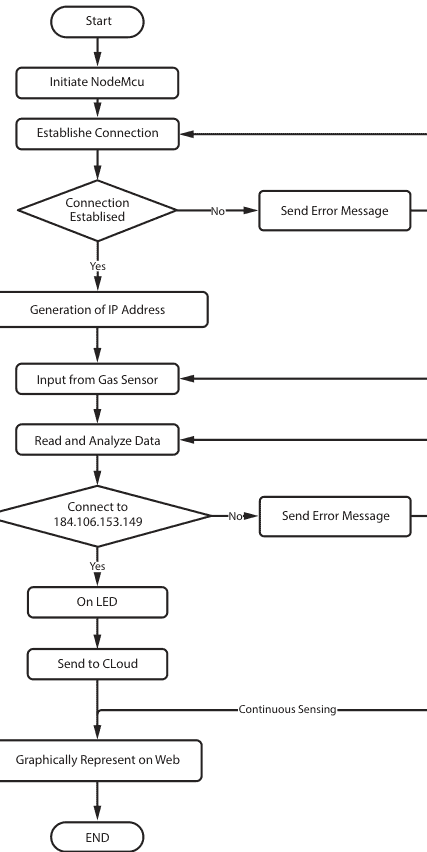 Start
Initiate NodeMcu
Establishe Connection
Connection
Establised
No
Send Error Message
Yes
Generation of IP Address
Input from Gas Sensor
Read and Analyze Data
Connect to
184.106.153.149
No
Send Error Message
Yes
On LED
Send to CLoud
Continuous Sensing
Graphically Represent on Web
END